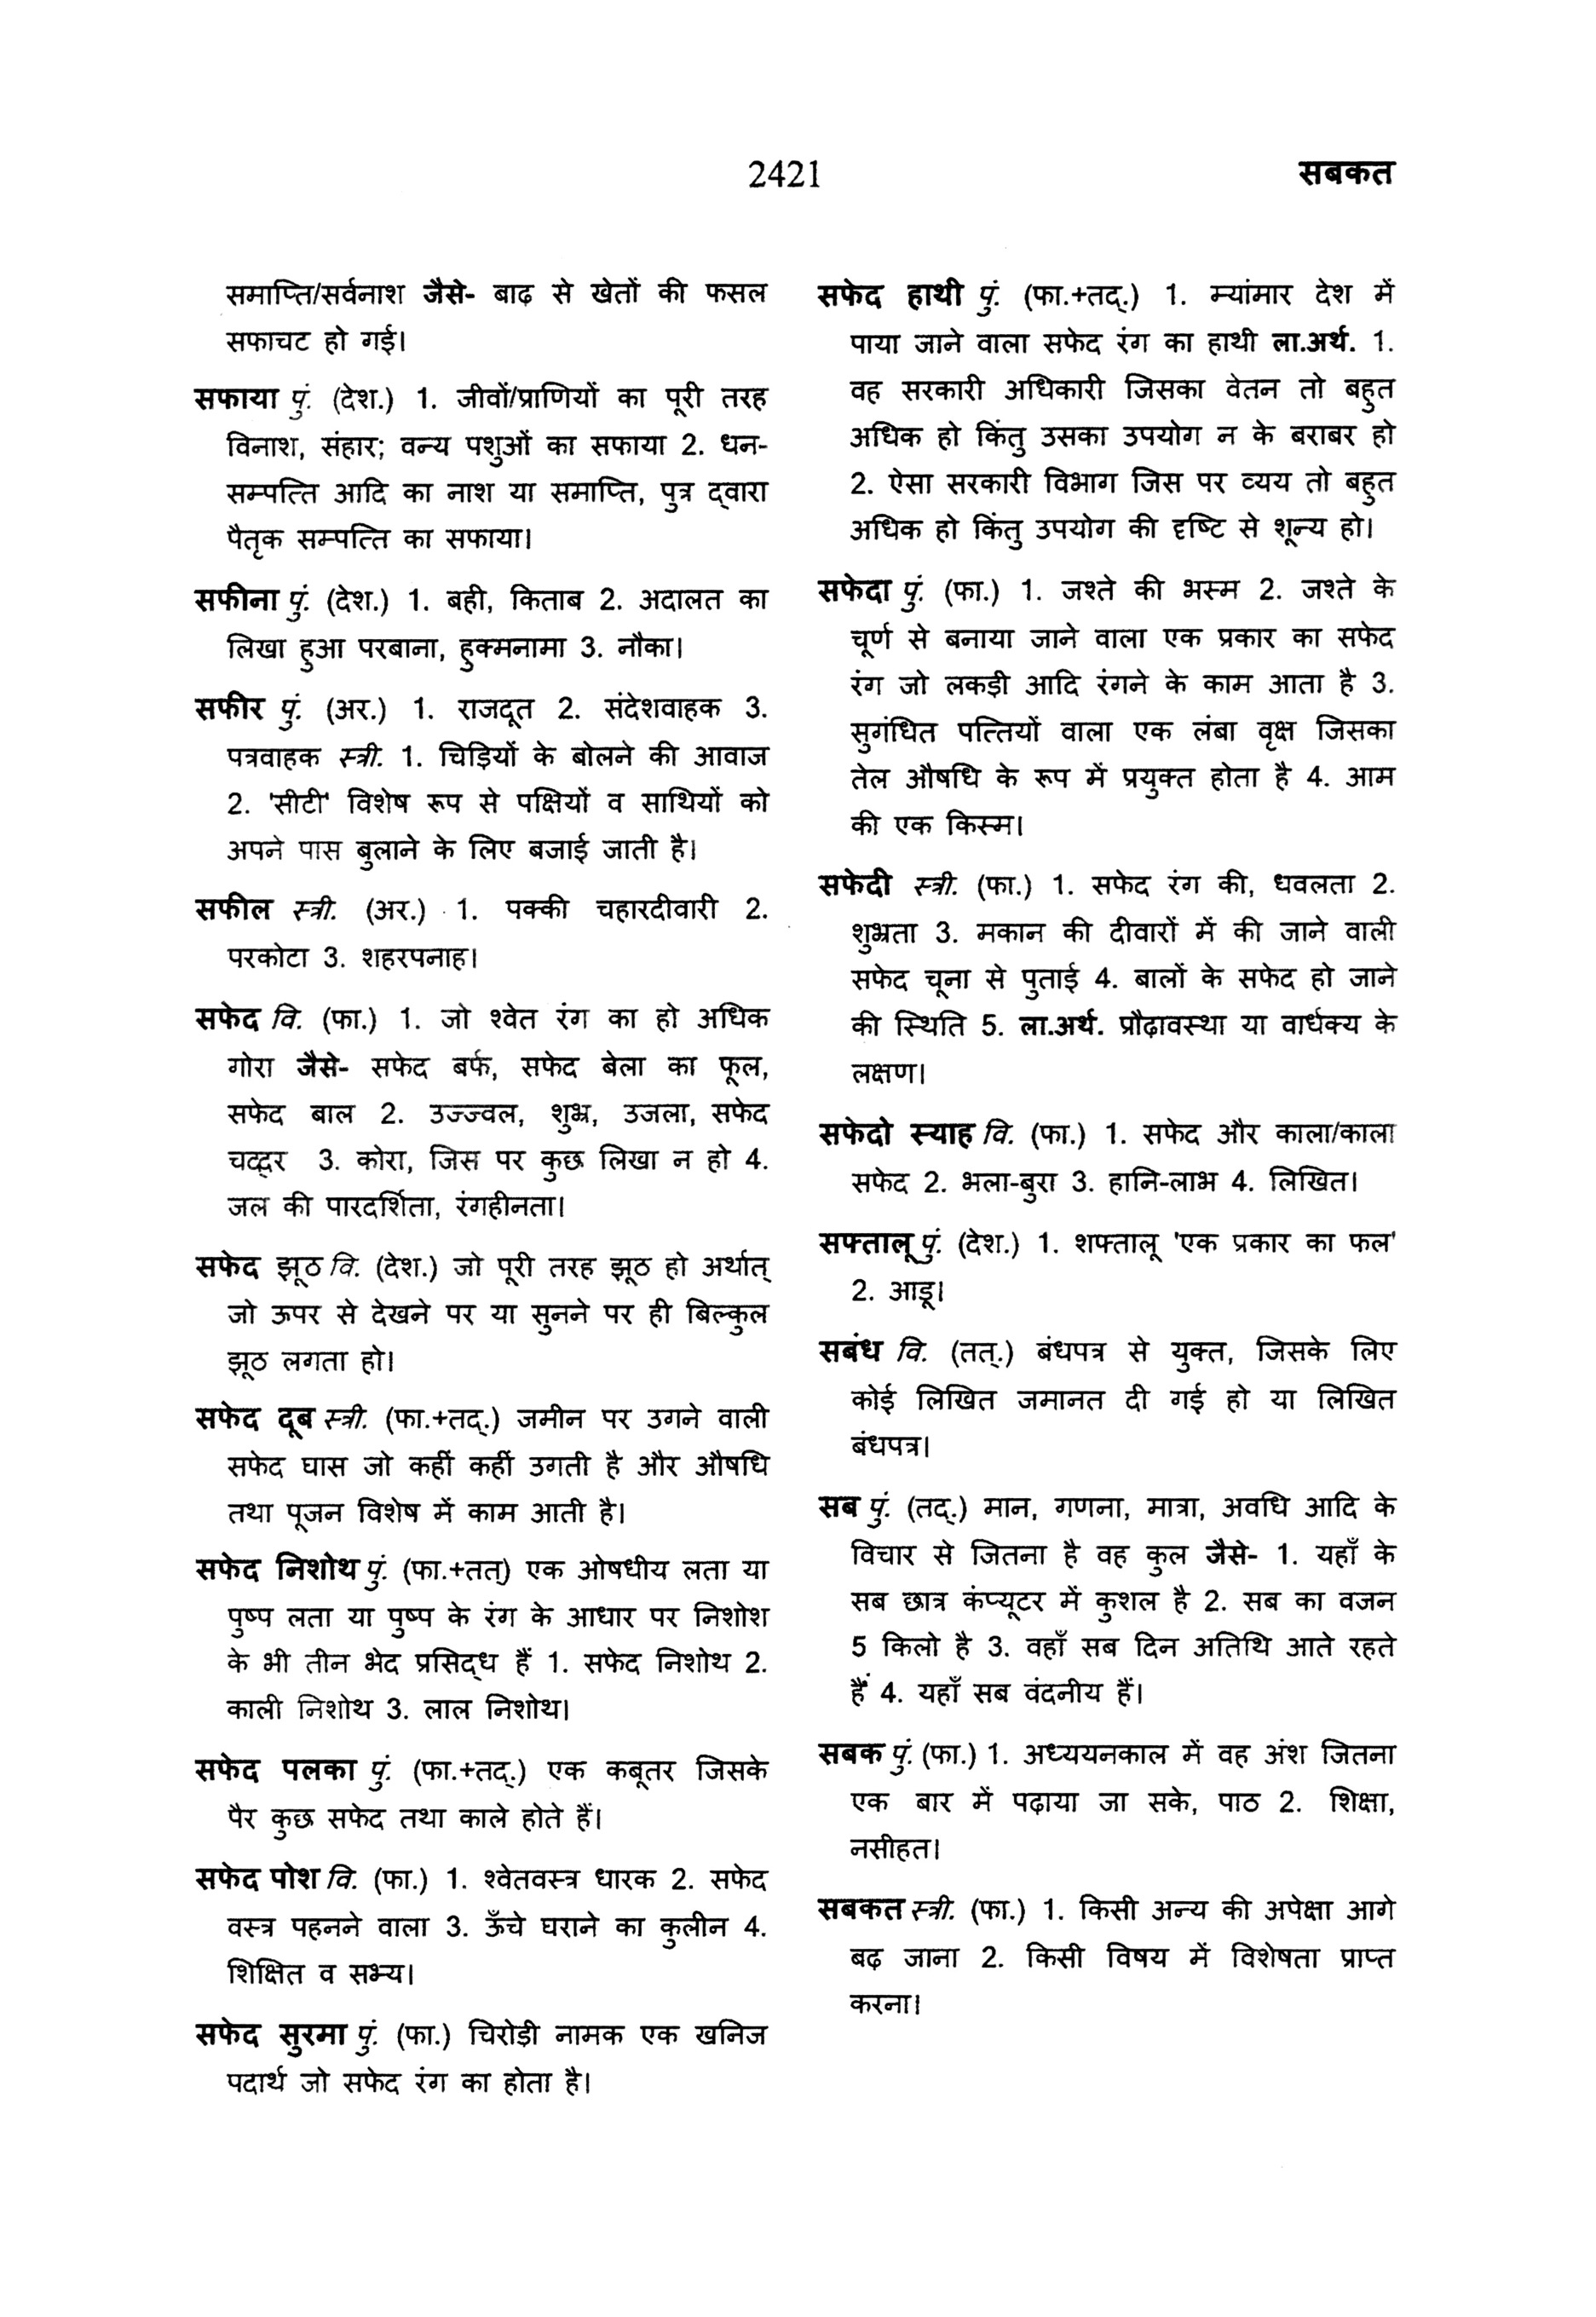 2421
सबकत
समाप्ति/सर्वनाश जैसे- बाढ़ से खेतों की फसल
सफाचट हो गई।
सफाया पुं. (देश.) 1. जीवों/प्राणियों का पूरी तरह
विनाश, संहार; वन्य पशुओं का सफाया 2. धन-
सम्पत्ति आदि का नाश या समाप्ति, पुत्र द्वारा
पैतृक सम्पत्ति का सफाया।
सफीना पुं. (देश.) 1. बही, किताब 2. अदालत का
लिखा हुआ परबाना, हुक्मनामा 3. नौका।
सफीर पुं. (अर.) 1. राजदूत 2. संदेशवाहक 3.
पत्रवाहक स्त्री. 1. चिड़ियों के बोलने की आवाज
2. 'सीटी' विशेष रूप से पक्षियों व साथियों को
अपने पास बुलाने के लिए बजाई जाती है।
सफील स्त्री. (अर.) 1. पक्की चहारदीवारी 2.
परकोटा 3. शहरपनाह।
सफेद वि. (फा.) 1. जो श्वेत रंग का हो अधिक
गोरा जैसे- सफेद बर्फ, सफेद बेला का फूल,
सफेद बाल 2. उज्ज्वल, शुभ्र, उजला, सफेद
चद्दर 3. कोरा, जिस पर कुछ लिखा न हो 4.
जल की पारदर्शिता, रंगहीनता।
सफेद झूठ वि. (देश.) जो पूरी तरह झूठ हो अर्थात्
जो ऊपर से देखने पर या सुनने पर ही बिल्कुल
झूठ लगता हो।
सफेद दूब स्त्री. (फा.+तद्.) जमीन पर उगने वाली
सफेद घास जो कहीं कहीं उगती है और औषधि
तथा पूजन विशेष में काम आती है।
सफेद निशोथ पुं. (फा.+तत्) एक ओषधीय लता या
पुष्प लता या पुष्प के रंग के आधार पर निशोश
के भी तीन भेद प्रसिद्ध हैं 1. सफेद निशोथ 2.
काली निशोथ 3. लाल निशोथ।
सफेद पलका पुं. (फा.+तद्.) एक कबूतर जिसके
पैर कुछ सफेद तथा काले होते हैं।
सफेद पोश वि. (फा.) 1. श्वेतवस्त्र धारक 2. सफेद
वस्त्र पहनने वाला 3. ऊँचे घराने का कुलीन 4.
शिक्षित व सभ्य।
सफेद सुरमा पुं. (फा.) चिरोड़ी नामक एक खनिज
पदार्थ जो सफेद रंग का होता है।
सफेद हाथी पुं. (फा.+तद्.) 1. म्यांमार देश में
पाया जाने वाला सफेद रंग का हाथी ला.अर्थ. 1.
वह सरकारी अधिकारी जिसका वेतन तो बहुत
अधिक हो किंतु उसका उपयोग न के बराबर हो
2. ऐसा सरकारी विभाग जिस पर व्यय तो बहुत
अधिक हो किंतु उपयोग की दृष्टि से शून्य हो।
सफेदा पुं. (फा.) 1. जश्ते की भस्म 2. जश्ते के
चूर्ण से बनाया जाने वाला एक प्रकार का सफेद
रंग जो लकड़ी आदि रंगने के काम आता है 3.
सुगंधित पत्तियों वाला एक लंबा वृक्ष जिसका
तेल औषधि के रूप में प्रयुक्त होता है 4. आम
की एक किस्म।
सफेदी स्त्री. (फा.) 1. सफेद रंग की, धवलता 2.
शुभ्रता 3. मकान की दीवारों में की जाने वाली
सफेद चूना से पुताई 4. बालों के सफेद हो जाने
की स्थिति 5. ला.अर्थ. प्रौढ़ावस्था या वार्धक्य के
लक्षण।
सफेदो स्याह वि. (फा.) 1. सफेद और काला/काला
सफेद 2. भला-बुरा 3. हानि-लाभ 4. लिखित।
सफ्तालू पुं. (देश.) 1. शफ्तालू 'एक प्रकार का फल'
2. आडू।
सबंध वि. (तत्.) बंधपत्र से युक्त, जिसके लिए
कोई लिखित जमानत दी गई हो या लिखित
बंधपत्र।
सब पुं. (तद्.) मान, गणना, मात्रा, अवधि आदि के
विचार से जितना है वह कुल जैसे- 1. यहाँ के
सब छात्र कंप्यूटर में कुशल है 2. सब का वजन
5 किलो है 3. वहाँ सब दिन अतिथि आते रहते
हैं 4. यहाँ सब वंदनीय हैं।
सबक पुं. (फा.) 1. अध्ययनकाल में वह अंश जितना
एक बार में पढ़ाया जा सके, पाठ 2. शिक्षा,
नसीहत।
सबकत स्त्री. (फा.) 1. किसी अन्य की अपेक्षा आगे
बढ़ जाना 2. किसी विषय में विशेषता प्राप्त
करना।